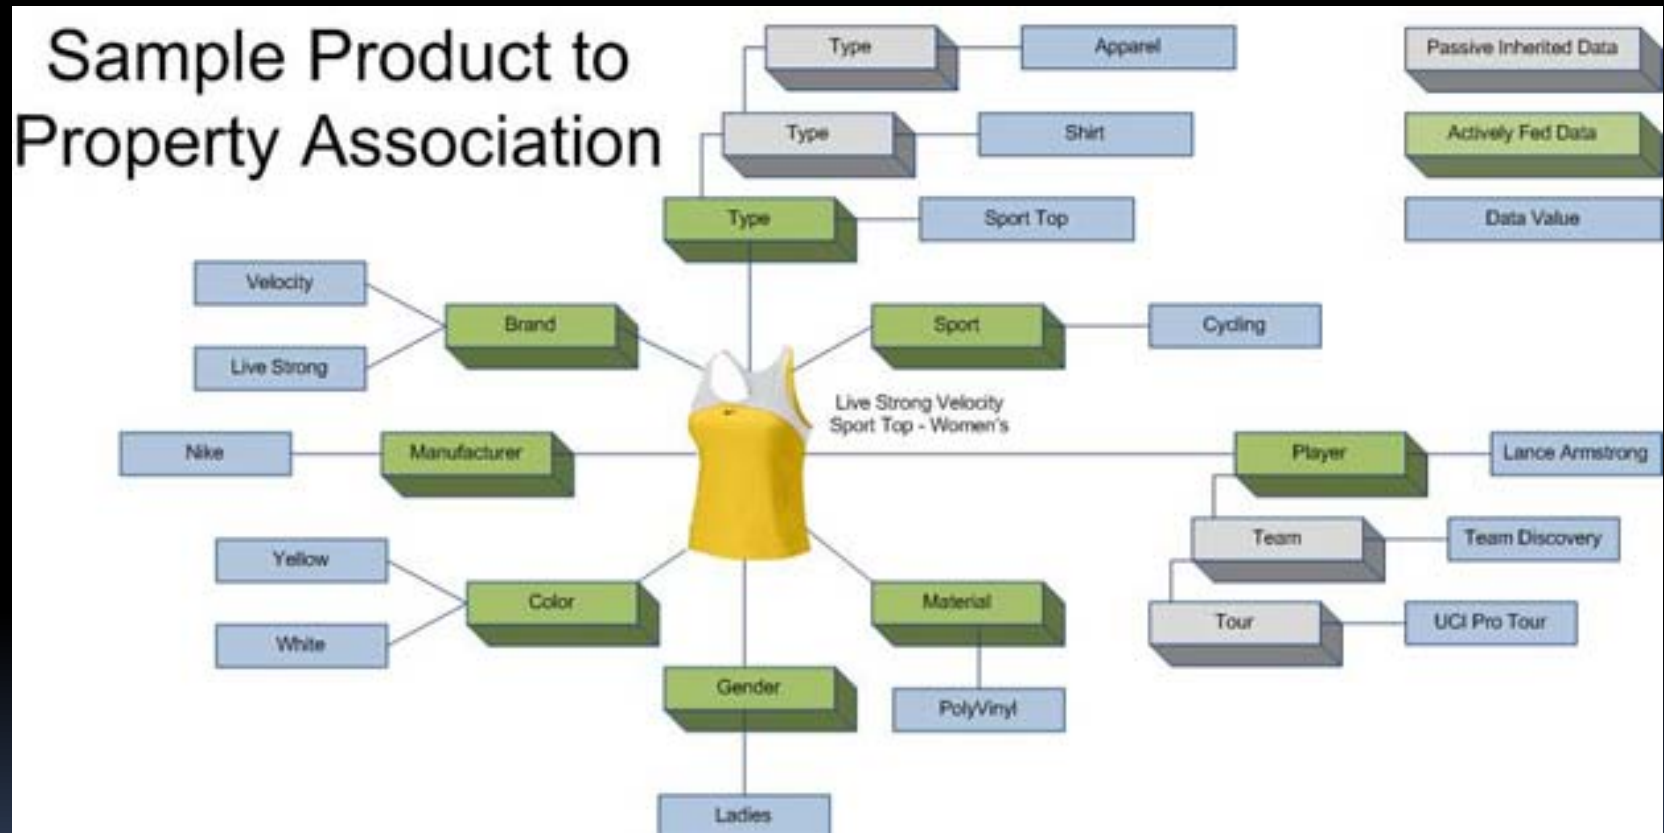 Sample Product to
Property Association
Type
Apparel
Passive Inherited Data
Type
Shirt
Actively Fed Data
Type
Sport Top
Data Value
Velocity
Brand
Sport
Cycling
Live Strong
Live Strong Velocity
Sport Top - Women's
Nike
Manufacturer
Player
Lance Armstrong
Team
Team Discovery
Yellow
Color
Material
Tour
UCI Pro Tour
White
Gender
PolyVinyl
Ladies